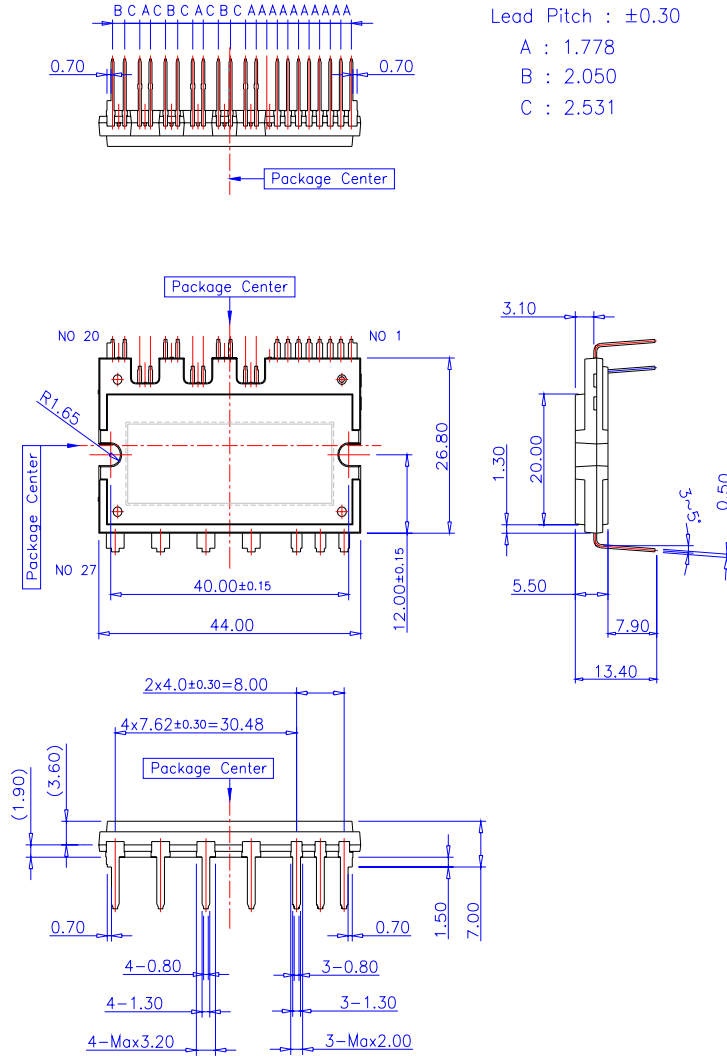 B C A C B C A C B C A A A A A A A A A A
Lead Pitch : ±0.30
A : 1.778
B : 2.050
C : 2.531
0.70
0.70
Package Center
Package Center
NO 20
NO 1
R1.65
Package Center
NO 27
26.80
12.00±0.15
40.00±0.15
44.00
3.10
1.30
20.00
3~5°
0.50
5.50
7.90
13.40
2x4.0±0.30=8.00
4x7.62±0.30=30.48
Package Center
(1.90)
(3.60)
1.50
7.00
0.70
0.70
4-0.80
3-0.80
4-1.30
3-1.30
4-Max3.20
3-Max2.00